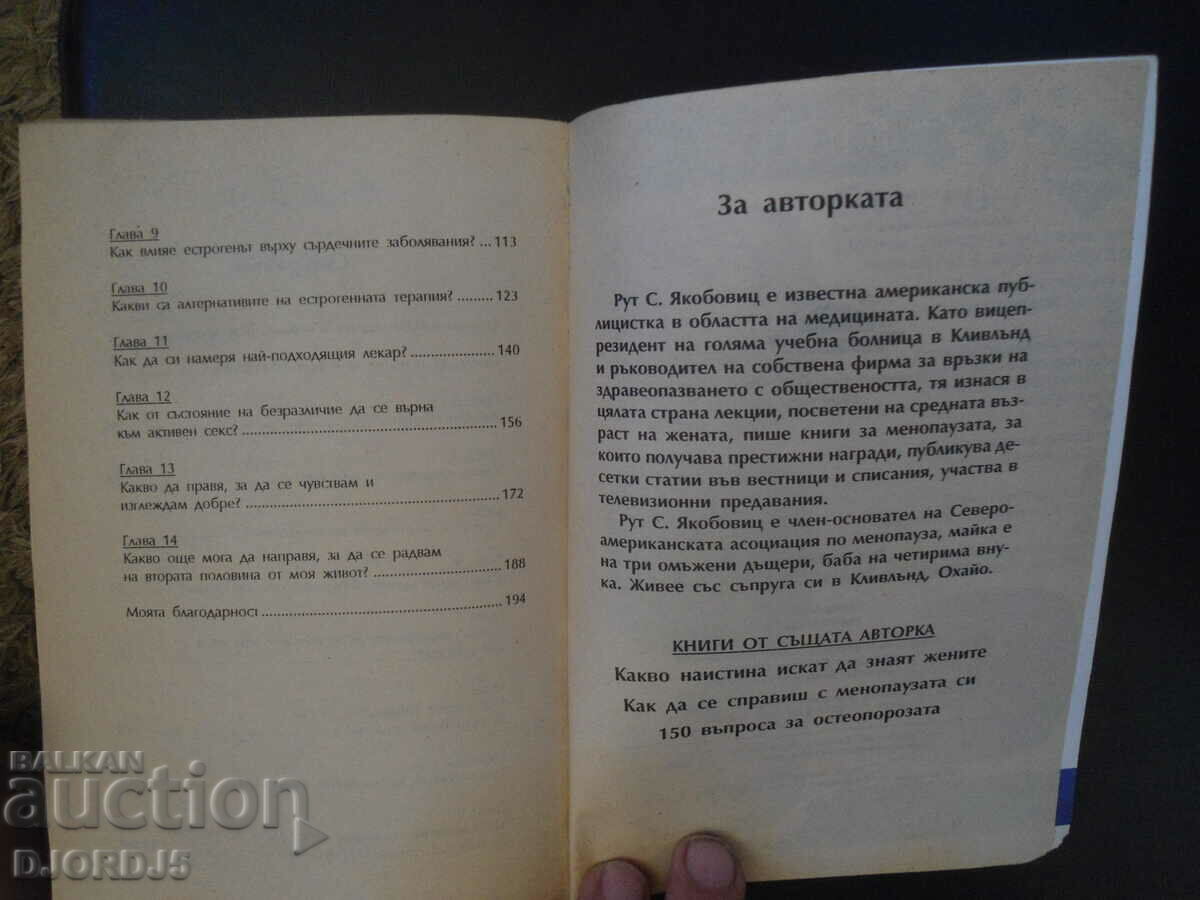 Глава 9
Как влияе естрогенът върху сърдечните заболявания? ... 113
Глава 10
Какви са алтернативите на естрогенната терапия? ......... 123
Глава 11
Как да си намеря най-подходящия лекар? .................... 140
Глава 12
Как от състояние на безразличие да се върна
към активен секс? ............................................ 156
Глава 13
Какво да правя, за да се чувствам и
изглеждам добре? ............................................ 172
Глава 14
Какво още мога да направя, за да се радвам
на втората половина от моя живот? ......................... 188
Моята благодарност ............................................ 194
За авторката
Рут С. Якобовиц е известна американска пуб-
лицистка в областта на медицината. Като вицеп-
резидент на голяма учебна болница в Кливлънд
и ръководител на собствена фирма за връзки на
здравеопазването с обществеността, тя изнася в
цялата страна лекции, посветени на средната въз-
раст на жената, пише книги за менопаузата, за
които получава престижни награди, публикува де-
сетки статии във вестници и списания, участва в
телевизионни предавания.
Рут С. Якобовиц е член-основател на Северо-
американската асоциация по менопауза, майка е
на три омъжени дъщери, баба на четирима вну-
ка. Живее със съпруга си в Кливлънд, Охайо.
КНИГИ ОТ СЪЩАТА АВТОРКА
Какво наистина искат да знаят жените
Как да се справиш с менопаузата си
150 въпроса за остеопорозата
BALKAN
auction
DJORDJ5